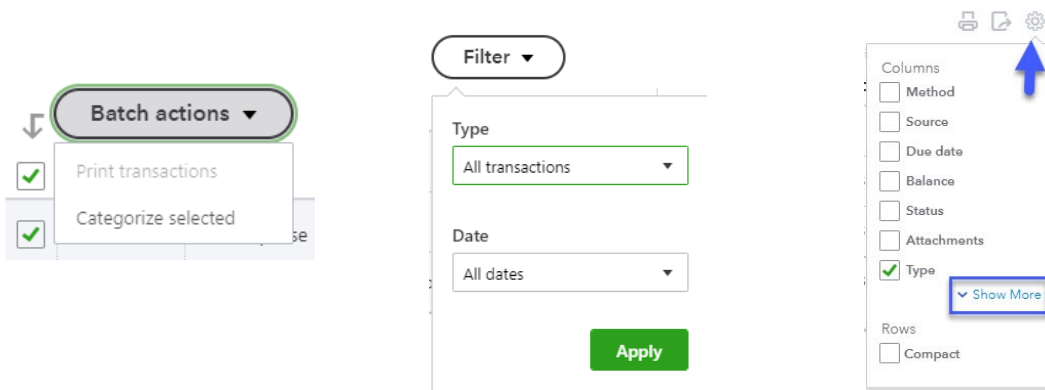 Batch actions
Print transactions
Categorize selected
se
Filter
Type
All transactions
Date
All dates
Apply
Columns
Method
Source
Due date
Balance
Status
Attachments
Type
Show More
Rows
Compact